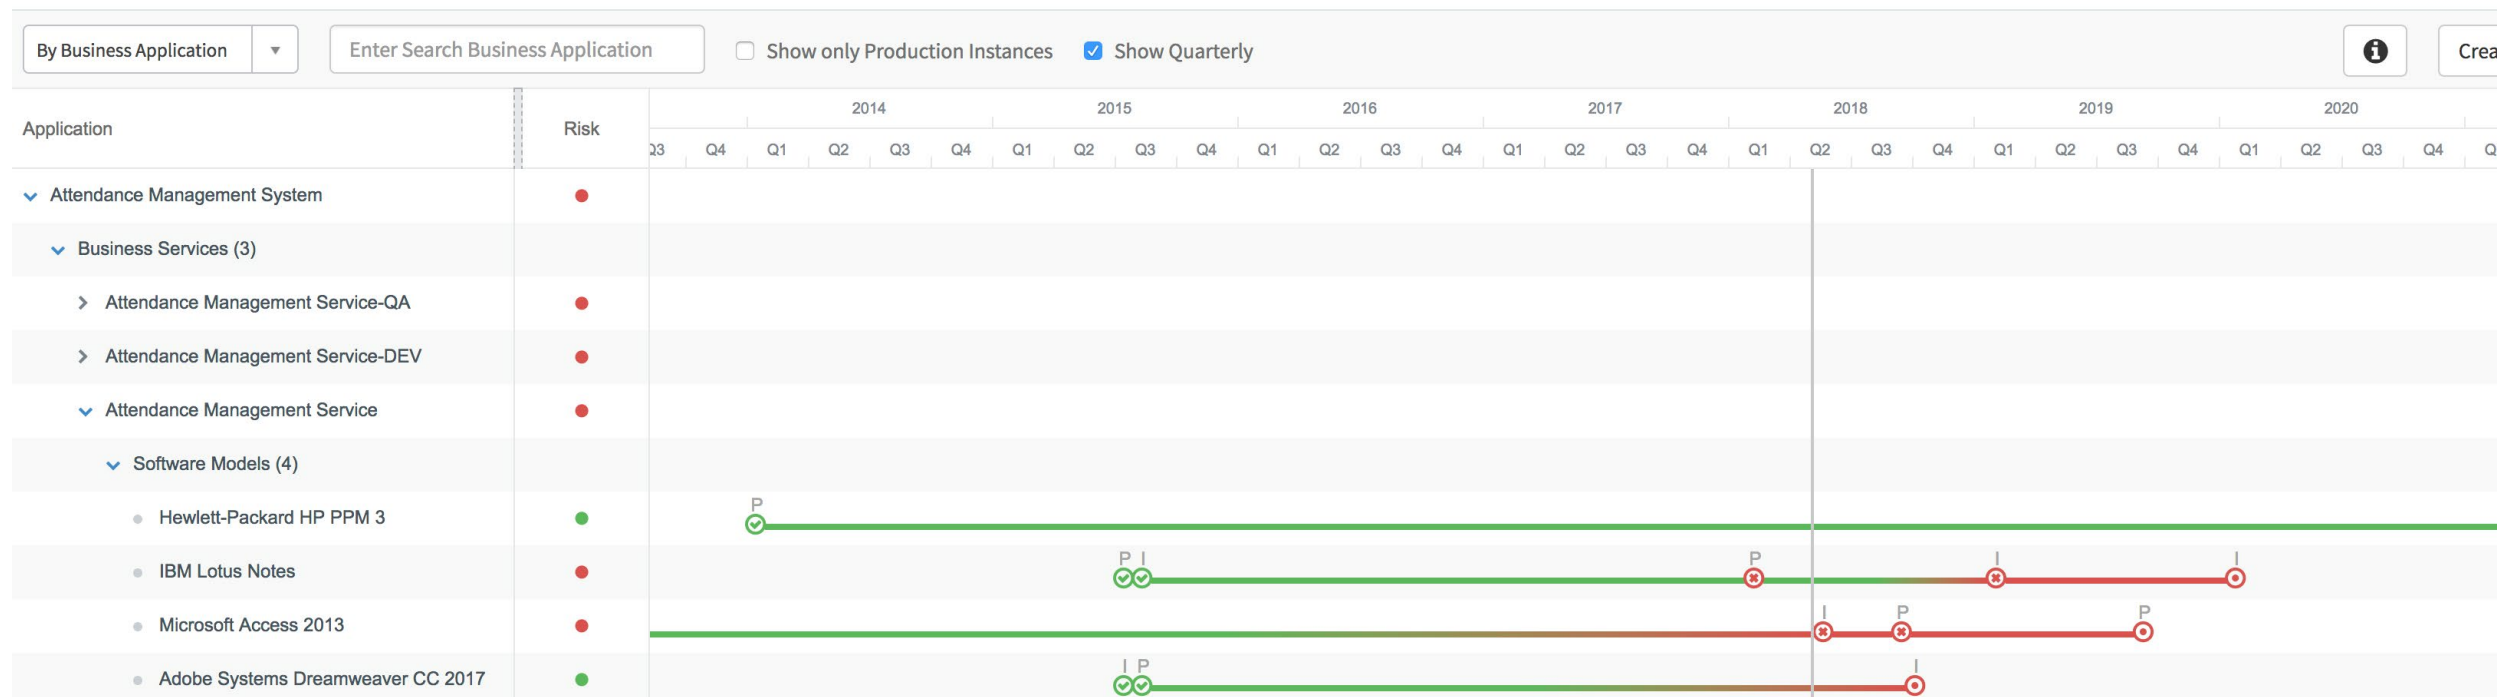 By Business Application
Enter Search Business Application
Show only Production Instances
Show Quarterly
Crea
Application
Risk
2014 2015 2016 2017 2018 2019 2020
Q3 Q4 Q1 Q2 Q3 Q4 Q1 Q2 Q3 Q4 Q1 Q2 Q3 Q4 Q1 Q2 Q3 Q4 Q1 Q2 Q3 Q4 Q1 Q2 Q3 Q4 Q1 Q2 Q3 Q4 Q
Attendance Management System
Business Services (3)
Attendance Management Service-QA
Attendance Management Service-DEV
Attendance Management Service
Software Models (4)
P
Hewlett-Packard HP PPM 3
P I P I I
IBM Lotus Notes
I P P
Microsoft Access 2013
I P I
Adobe Systems Dreamweaver CC 2017